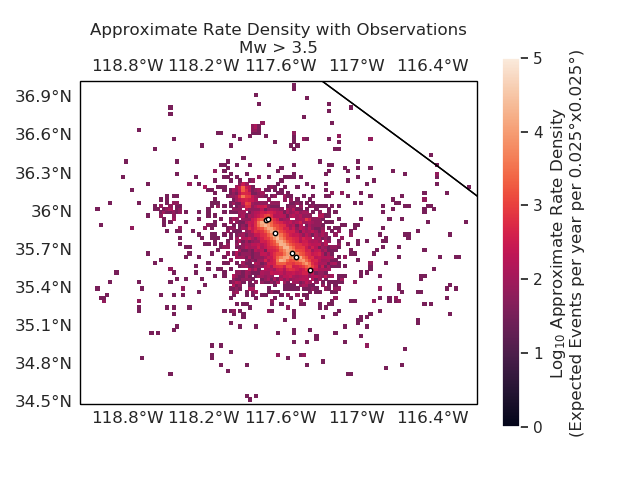 Approximate Rate Density with Observations
Mw > 3.5
118.8°W 118.2°W 117.6°W 117°W 116.4°W
36.9°N
36.6°N
36.3°N
36°N
35.7°N
35.4°N
35.1°N
34.8°N
34.5°N
118.8°W 118.2°W 117.6°W 117°W 116.4°W
5
4
3
2
1
0
Log₁₀ Approximate Rate Density
(Expected Events per year per 0.025°x0.025°)